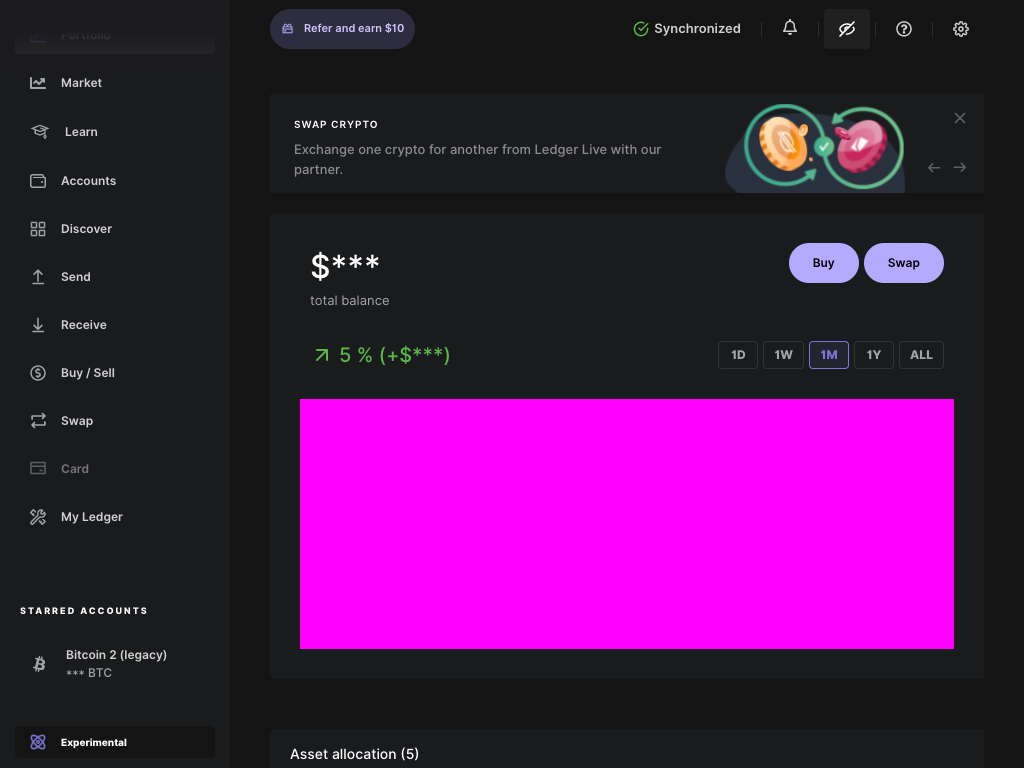 Portfolio
Market
Learn
Accounts
Discover
Send
Receive
Buy / Sell
Swap
Card
My Ledger
STARRED ACCOUNTS
Bitcoin 2 (legacy)
*** BTC
Experimental
Refer and earn $10
Synchronized
SWAP CRYPTO
Exchange one crypto for another from Ledger Live with our
partner.
$***
total balance
Buy
Swap
5 % (+$***)
1D
1W
1M
1Y
ALL
Asset allocation (5)